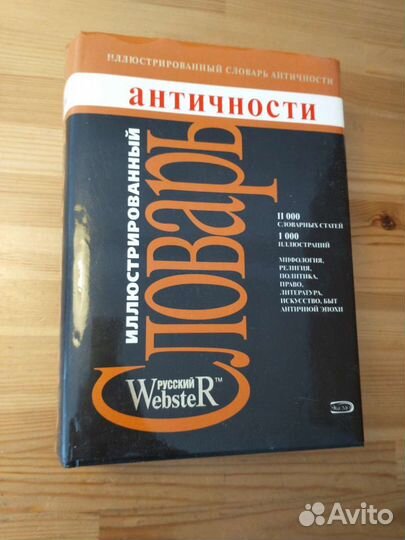 ИЛЛЮСТРИРОВАННЫЙ СЛОВАРЬ АНТИЧНОСТИ
античности
ИЛЛЮСТРИРОВАННЫЙ
Словарь
11 000
СЛОВАРНЫХ СТАТЕЙ
1 000
ИЛЛЮСТРАЦИЙ
МИФОЛОГИЯ,
РЕЛИГИЯ,
ПОЛИТИКА,
ПРАВО,
ЛИТЕРАТУРА,
ИСКУССТВО, БЫТ
АНТИЧНОЙ ЭПОХИ
РУССКИЙ
WebsteR™
ЭКСМО
Avito